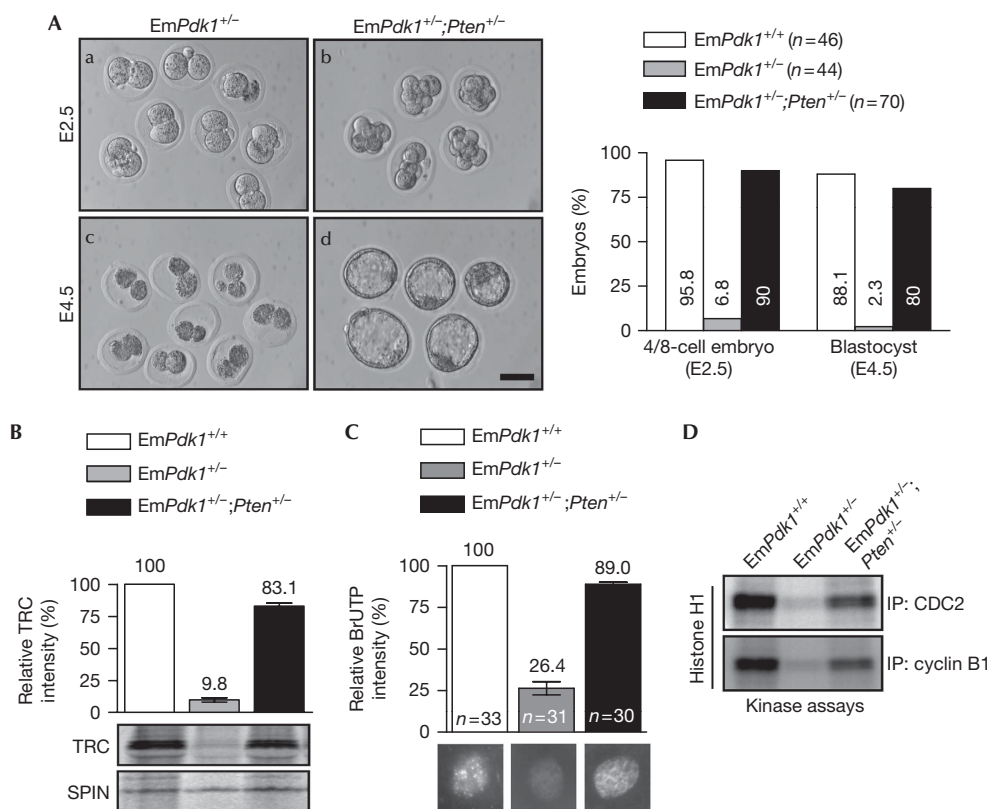 A
EmPdk1+/−
EmPdk1+/−;Pten+/−
a
b
E2.5
c
d
E4.5
EmPdk1+/+ (n=46)
EmPdk1+/− (n=44)
EmPdk1+/−;Pten+/− (n=70)
Embryos (%)
100
75
50
25
0
95.8
6.8
90
88.1
2.3
80
4/8-cell embryo
(E2.5)
Blastocyst
(E4.5)
B
EmPdk1+/+
EmPdk1+/−
EmPdk1+/−;Pten+/−
Relative TRC
intensity (%)
100
75
50
25
0
100
9.8
83.1
TRC
SPIN
C
EmPdk1+/+
EmPdk1+/−
EmPdk1+/−;Pten+/−
Relative BrUTP
intensity (%)
100
75
50
25
0
100
26.4
89.0
n=33
n=31
n=30
D
EmPdk1+/+
EmPdk1+/−
EmPdk1+/−;
Pten+/−
Histone H1
IP: CDC2
IP: cyclin B1
Kinase assays